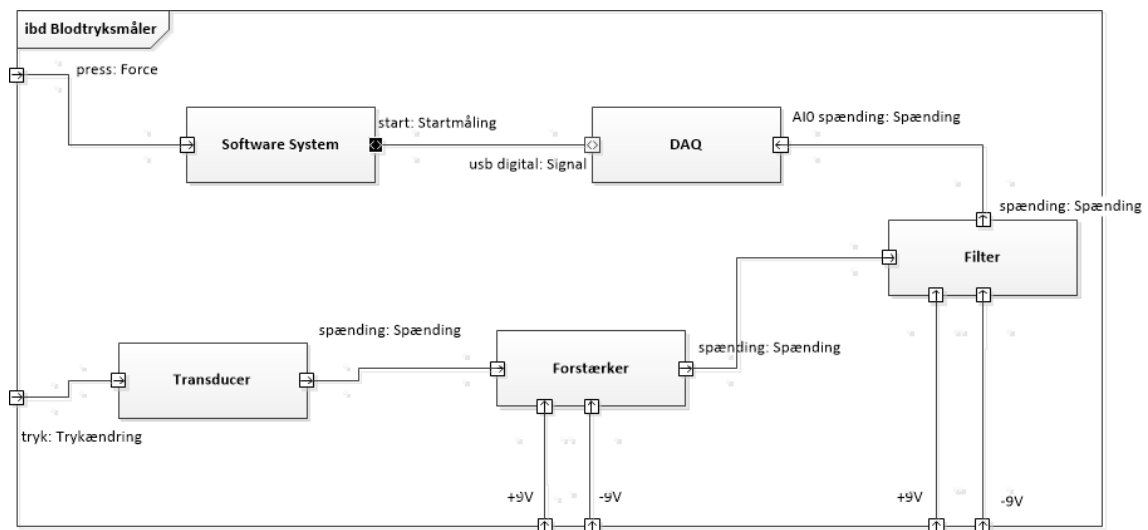 ibd Blodtryksmåler
press: Force
Software System
start: Startmåling
usb digital: Signal
DAQ
AI0 spænding: Spænding
spænding: Spænding
Filter
spænding: Spænding
Forstærker
spænding: Spænding
Transducer
tryk: Trykændring
+9V
-9V
+9V
-9V